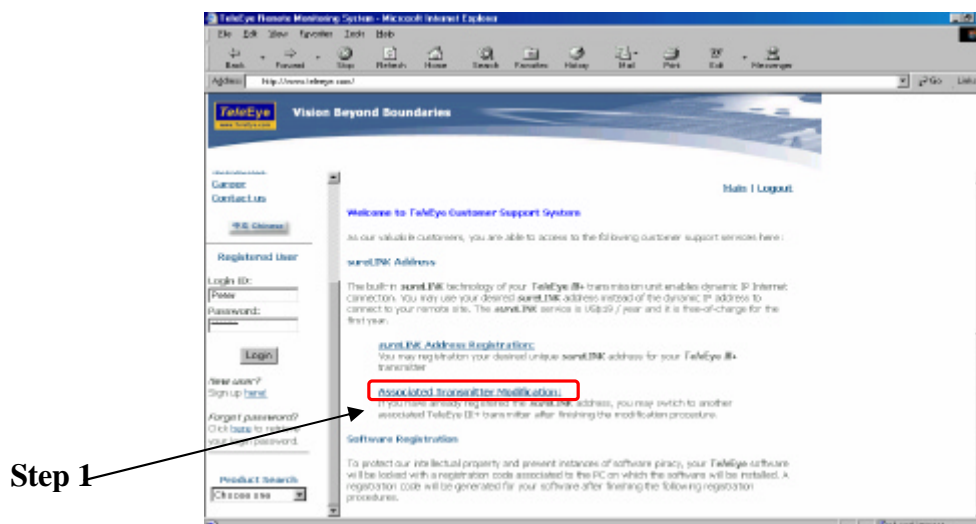 TeleEye Remote Monitoring System - Microsoft Internet Explorer
File Edit View Favorites Tools Help
Back Forward Stop Refresh Home Search Favorites History Mail Print Edit Messenger
Address http://www.teleeye.com/ Go Links
TeleEye
www.TeleEye.com
Vision Beyond Boundaries
Career
Contact us
中文 Chinese
Registered User
Login ID:
Peter
Password:
Login
New user?
Sign up here!
Forgot password?
Click here to retrieve
your login password.
Product Search
Choose one
Main | Logout
Welcome to TeleEye Customer Support System
As our valuable customers, you are able to access to the following customer support services here :
sureLINK Address
The built-in sureLINK technology of your TeleEye III+ transmission unit enables dynamic IP Internet
connection. You may use your desired sureLINK address instead of the dynamic IP address to
connect to your remote site. The sureLINK service is US$19 / year and it is free-of-charge for the
first year.
sureLINK Address Registration:
You may registration your desired unique sureLINK address for your TeleEye III+
transmitter
Associated Transmitter Modification:
If you have already registered the sureLINK address, you may switch to another
associated TeleEye III+ transmitter after finishing the modification procedure.
Software Registration
To protect our intellectual property and prevent instances of software piracy, your TeleEye software
will be locked with a registration code associated to the PC on which the software will be installed. A
registration code will be generated for your software after finishing the following registration
procedures.
Step 1